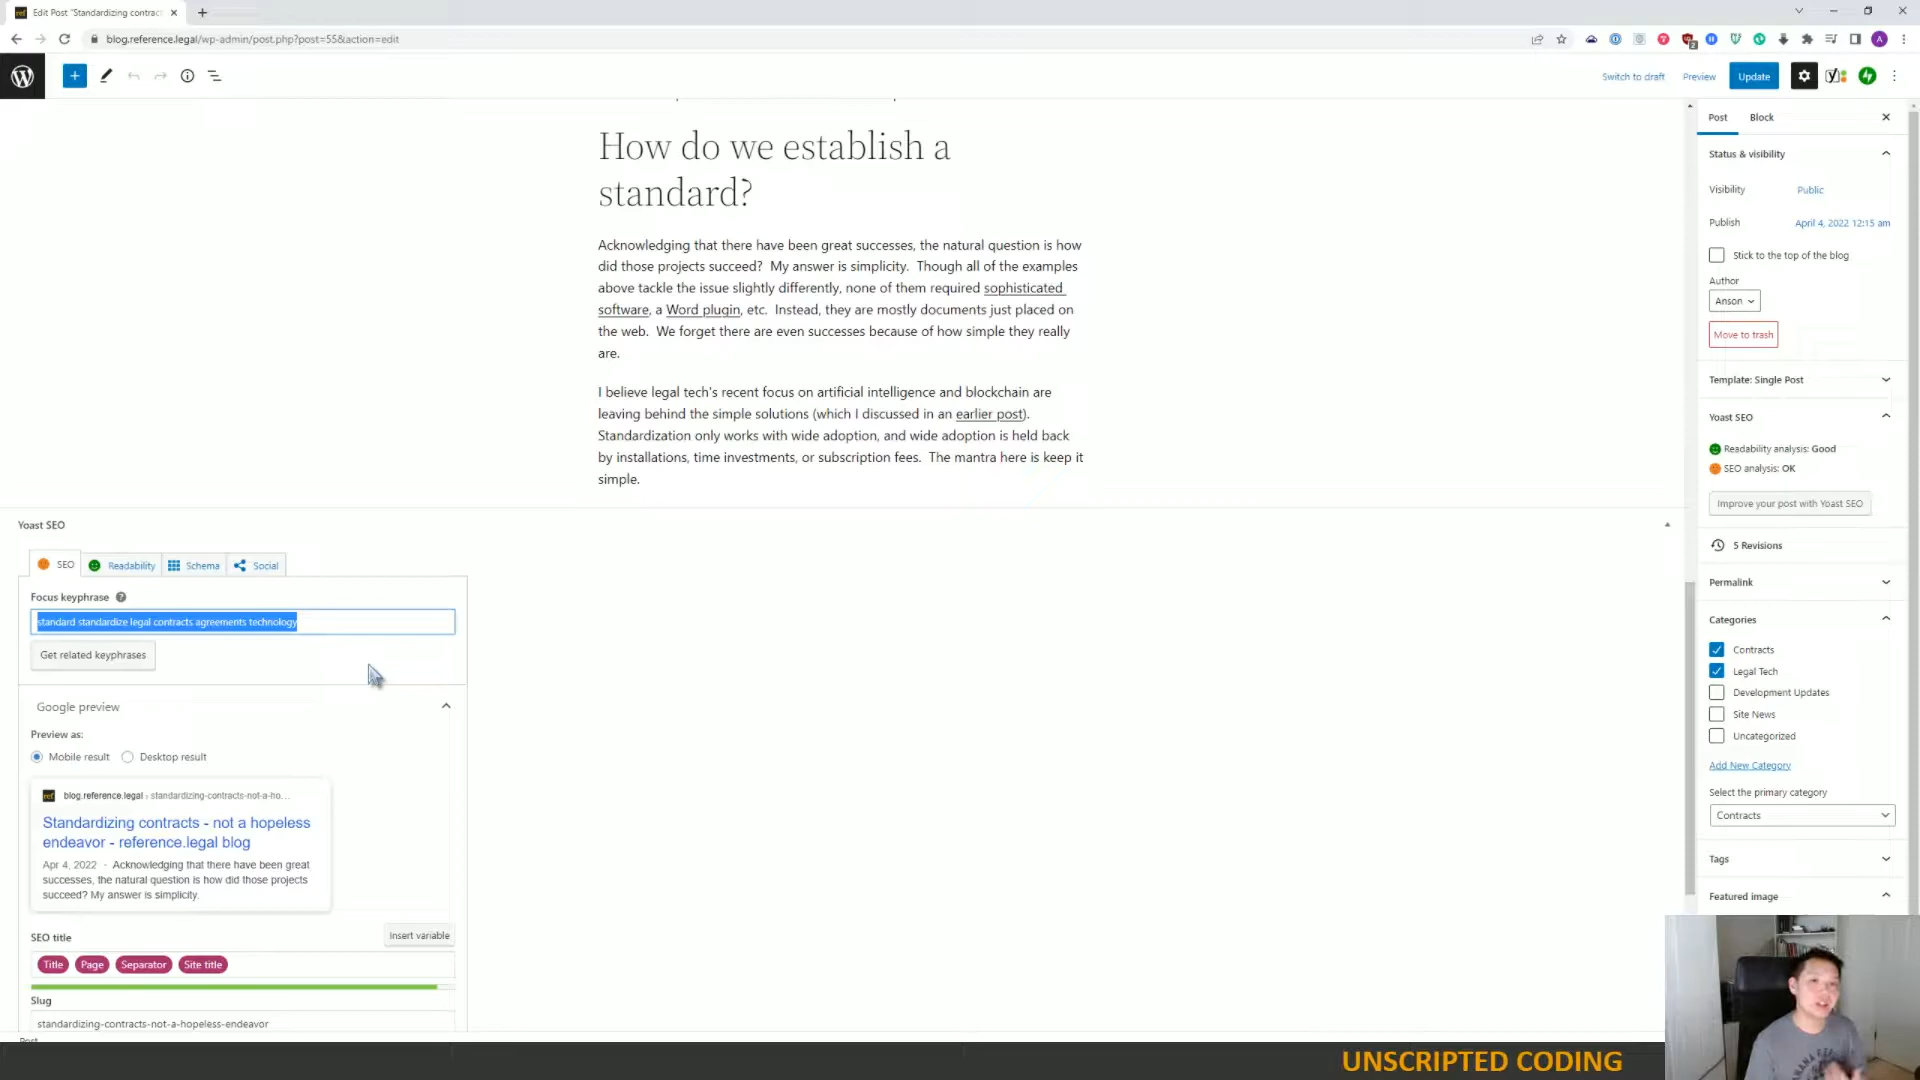 Edit Post "Standardizing contrac
blog.reference.legal/wp-admin/post.php?post=55&action=edit
Switch to draft
Preview
Update
How do we establish a
standard?
Acknowledging that there have been great successes, the natural question is how
did those projects succeed?  My answer is simplicity.  Though all of the examples
above tackle the issue slightly differently, none of them required sophisticated
software, a Word plugin, etc.  Instead, they are mostly documents just placed on
the web.  We forget there are even successes because of how simple they really
are.
I believe legal tech's recent focus on artificial intelligence and blockchain are
leaving behind the simple solutions (which I discussed in an earlier post).
Standardization only works with wide adoption, and wide adoption is held back
by installations, time investments, or subscription fees.  The mantra here is keep it
simple.
Yoast SEO
SEO
Readability
Schema
Social
Focus keyphrase
standard standardize legal contracts agreements technology
Get related keyphrases
Google preview
Preview as:
Mobile result
Desktop result
ref
blog.reference.legal › standardizing-contracts-not-a-ho...
Standardizing contracts - not a hopeless
endeavor - reference.legal blog
Apr 4, 2022 · Acknowledging that there have been great
successes, the natural question is how did those projects
succeed? My answer is simplicity.
SEO title
Insert variable
Title
Page
Separator
Site title
Slug
standardizing-contracts-not-a-hopeless-endeavor
Post
Post
Block
Status & visibility
Visibility
Public
Publish
April 4, 2022 12:15 am
Stick to the top of the blog
Author
Anson
Move to trash
Template: Single Post
Yoast SEO
Readability analysis: Good
SEO analysis: OK
Improve your post with Yoast SEO
5 Revisions
Permalink
Categories
Contracts
Legal Tech
Development Updates
Site News
Uncategorized
Add New Category
Select the primary category
Contracts
Tags
Featured image
UNSCRIPTED CODING